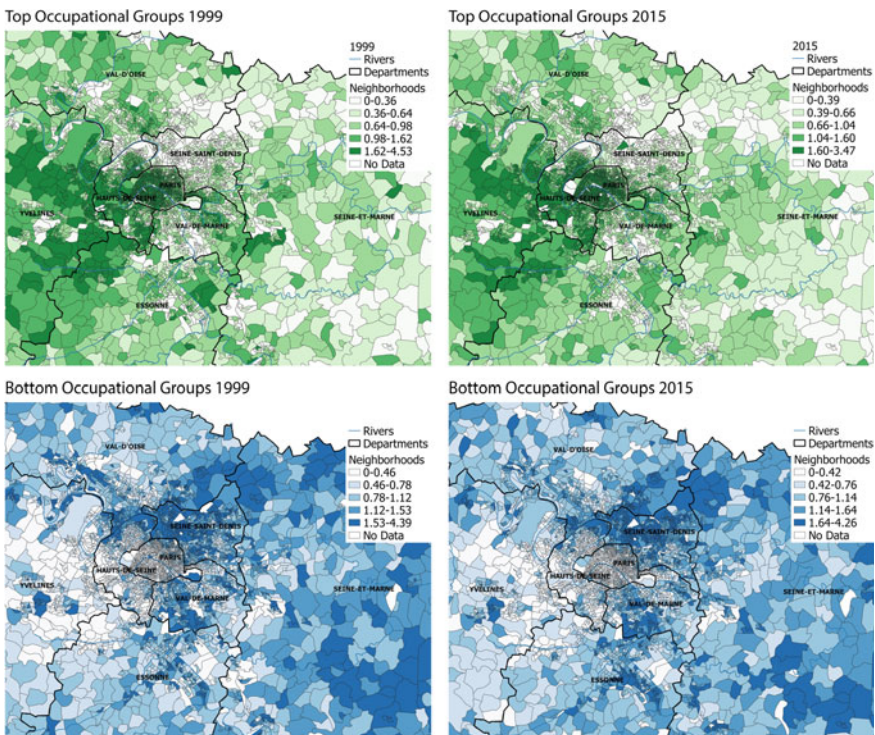 Top Occupational Groups 1999
1999
Rivers
Departments
Neighborhoods
0-0.36
0.36-0.64
0.64-0.98
0.98-1.62
1.62-4.53
No Data
VAL-D'OISE
SEINE-SAINT-DENIS
PARIS
HAUTS-DE-SEINE
YVELINES
VAL-DE-MARNE
SEINE-ET-MARNE
ESSONNE
Top Occupational Groups 2015
2015
Rivers
Departments
Neighborhoods
0-0.39
0.39-0.66
0.66-1.04
1.04-1.60
1.60-3.47
No Data
VAL-D'OISE
SEINE-SAINT-DENIS
PARIS
HAUTS-DE-SEINE
YVELINES
VAL-DE-MARNE
SEINE-ET-MARNE
ESSONNE
Bottom Occupational Groups 1999
Rivers
Departments
Neighborhoods
0-0.46
0.46-0.78
0.78-1.12
1.12-1.53
1.53-4.39
No Data
VAL-D'OISE
SEINE-SAINT-DENIS
PARIS
HAUTS-DE-SEINE
YVELINES
VAL-DE-MARNE
SEINE-ET-MARNE
ESSONNE
Bottom Occupational Groups 2015
Rivers
Departments
Neighborhoods
0-0.42
0.42-0.76
0.76-1.14
1.14-1.64
1.64-4.26
No Data
VAL-D'OISE
SEINE-SAINT-DENIS
PARIS
HAUTS-DE-SEINE
YVELINES
VAL-DE-MARNE
SEINE-ET-MARNE
ESSONNE